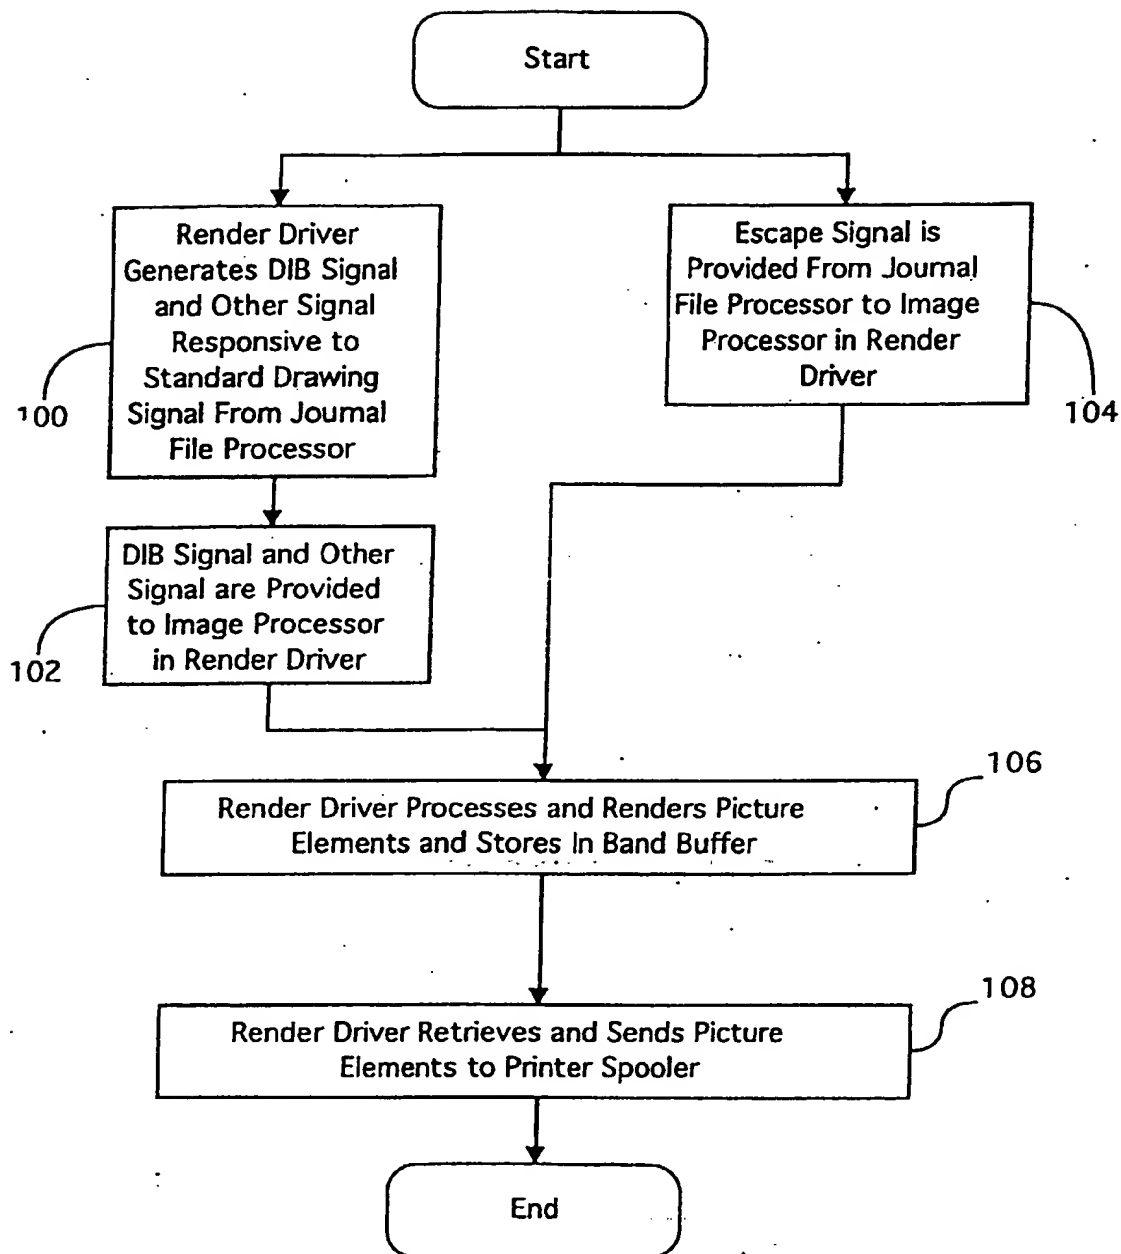 Start
Render Driver
Generates DIB Signal
and Other Signal
Responsive to
Standard Drawing
Signal From Journal
File Processor
100
Escape Signal is
Provided From Journal
File Processor to Image
Processor in Render
Driver
104
DIB Signal and Other
Signal are Provided
to Image Processor
in Render Driver
102
Render Driver Processes and Renders Picture
Elements and Stores In Band Buffer
106
Render Driver Retrieves and Sends Picture
Elements to Printer Spooler
108
End